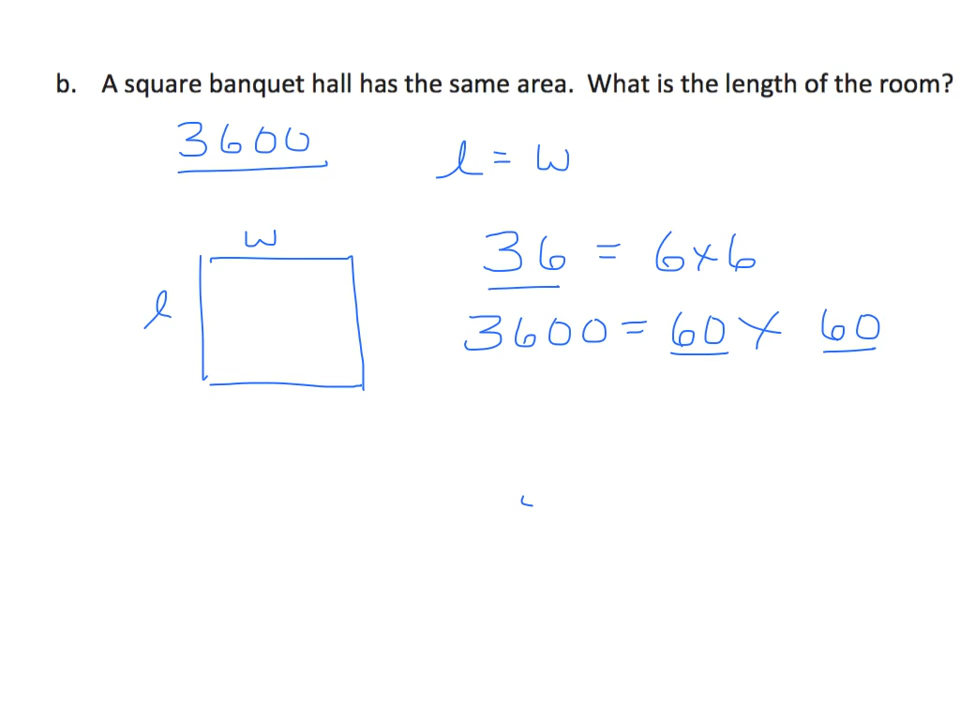 b. A square banquet hall has the same area. What is the length of the room?
3600
l = w
w
36 = 6x6
l
3600 = 60 x 60